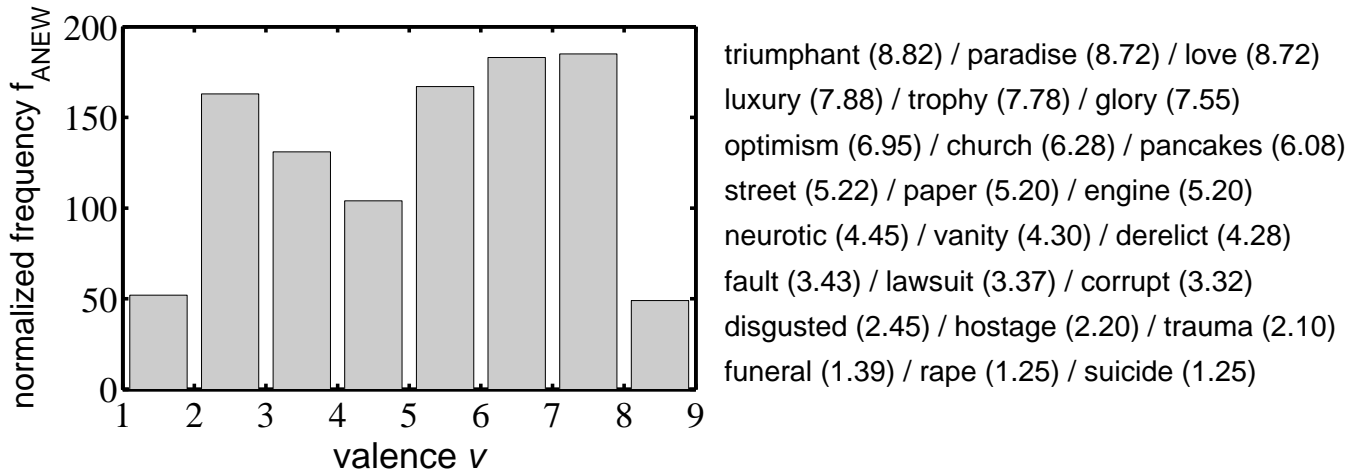 normalized frequency f_ANEW
200
150
100
50
0
1 2 3 4 5 6 7 8 9
valence v
triumphant (8.82) / paradise (8.72) / love (8.72)
luxury (7.88) / trophy (7.78) / glory (7.55)
optimism (6.95) / church (6.28) / pancakes (6.08)
street (5.22) / paper (5.20) / engine (5.20)
neurotic (4.45) / vanity (4.30) / derelict (4.28)
fault (3.43) / lawsuit (3.37) / corrupt (3.32)
disgusted (2.45) / hostage (2.20) / trauma (2.10)
funeral (1.39) / rape (1.25) / suicide (1.25)